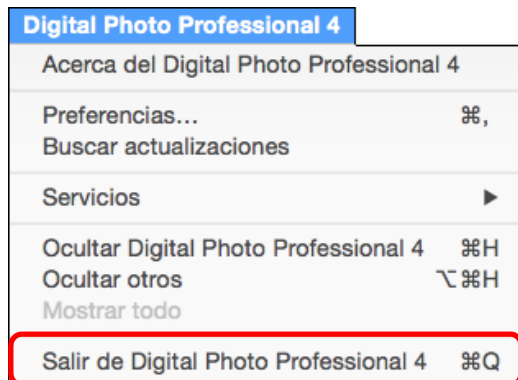 Digital Photo Professional 4
Acerca del Digital Photo Professional 4
Preferencias... ⌘,
Buscar actualizaciones
Servicios ▶
Ocultar Digital Photo Professional 4 ⌘H
Ocultar otros ⌥⌘H
Mostrar todo
Salir de Digital Photo Professional 4 ⌘Q